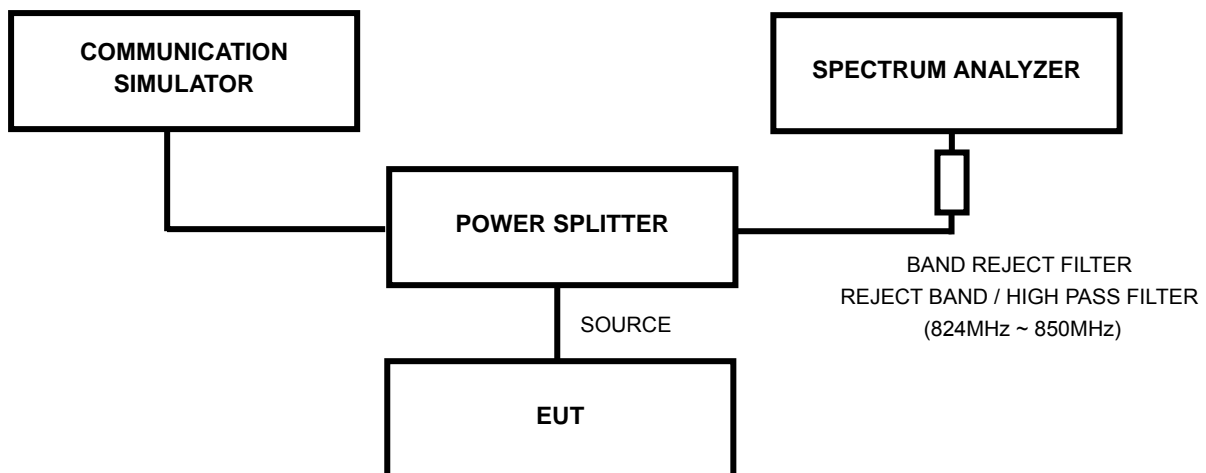 COMMUNICATION
SIMULATOR
SPECTRUM ANALYZER
POWER SPLITTER
BAND REJECT FILTER
REJECT BAND / HIGH PASS FILTER
(824MHz ~ 850MHz)
SOURCE
EUT